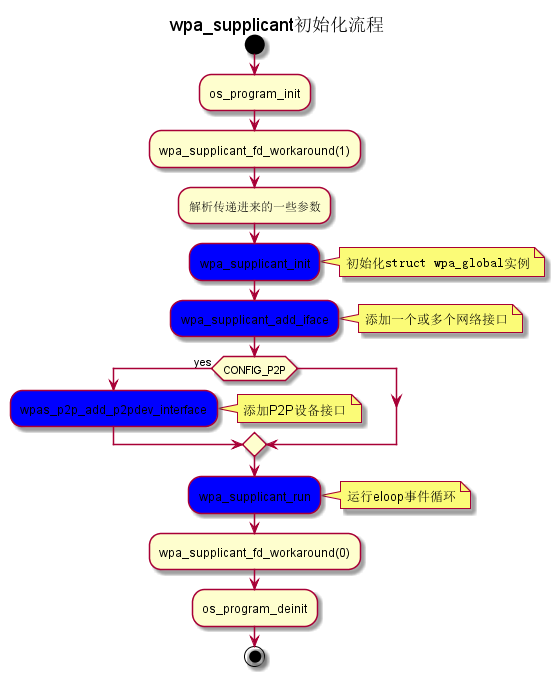 wpa_supplicant初始化流程
os_program_init
wpa_supplicant_fd_workaround(1)
解析传递进来的一些参数
wpa_supplicant_init
初始化struct wpa_global实例
wpa_supplicant_add_iface
添加一个或多个网络接口
yes
CONFIG_P2P
wpas_p2p_add_p2pdev_interface
添加P2P设备接口
wpa_supplicant_run
运行eloop事件循环
wpa_supplicant_fd_workaround(0)
os_program_deinit